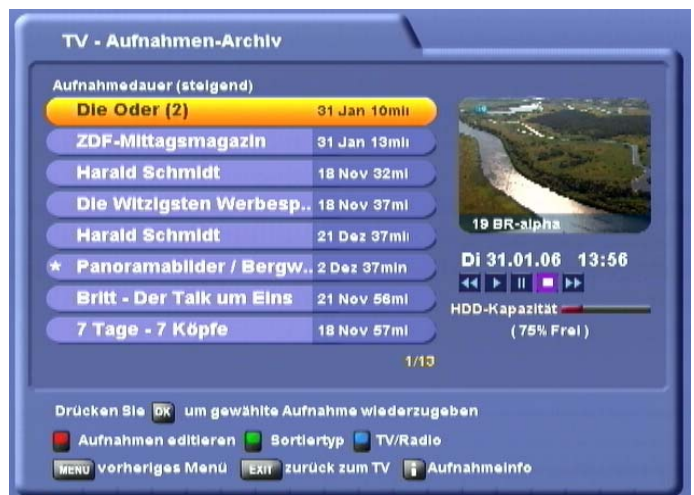 TV - Aufnahmen-Archiv
Aufnahmedauer (steigend)
Die Oder (2) 31 Jan 10min
ZDF-Mittagsmagazin 31 Jan 13mi
Harald Schmidt 18 Nov 32mi
Die Witzigsten Werbesp.. 18 Nov 37mi
Harald Schmidt 21 Dez 37mi
★ Panoramabilder / Bergw.. 2 Dez 37min
Britt - Der Talk um Eins 21 Nov 56mi
7 Tage - 7 Köpfe 18 Nov 57mi
1/13
19 BR-alpha
Di 31.01.06 13:56
HDD-Kapazität
(75% Frei)
Drücken Sie OK um gewählte Aufnahme wiederzugeben
Aufnahmen editieren Sortiertyp TV/Radio
MENU vorheriges Menü EXIT zurück zum TV i Aufnahmeinfo